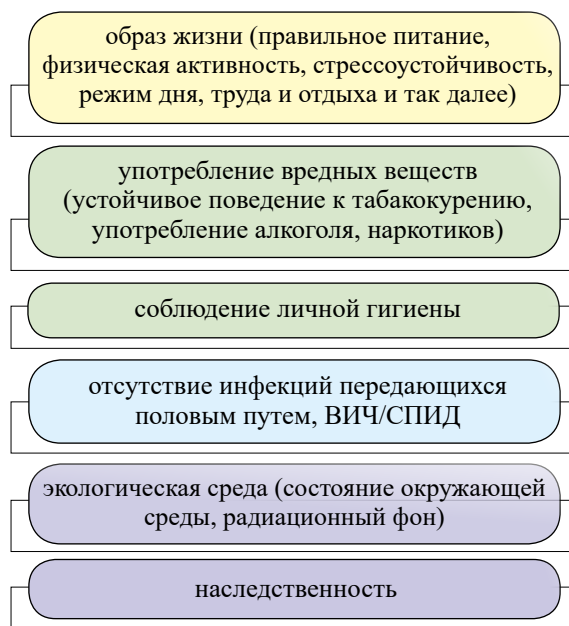 образ жизни (правильное питание,
физическая активность, стрессоустойчивость,
режим дня, труда и отдыха и так далее)
употребление вредных веществ
(устойчивое поведение к табакокурению,
употребление алкоголя, наркотиков)
соблюдение личной гигиены
отсутствие инфекций передающихся
половым путем, ВИЧ/СПИД
экологическая среда (состояние окружающей
среды, радиационный фон)
наследственность